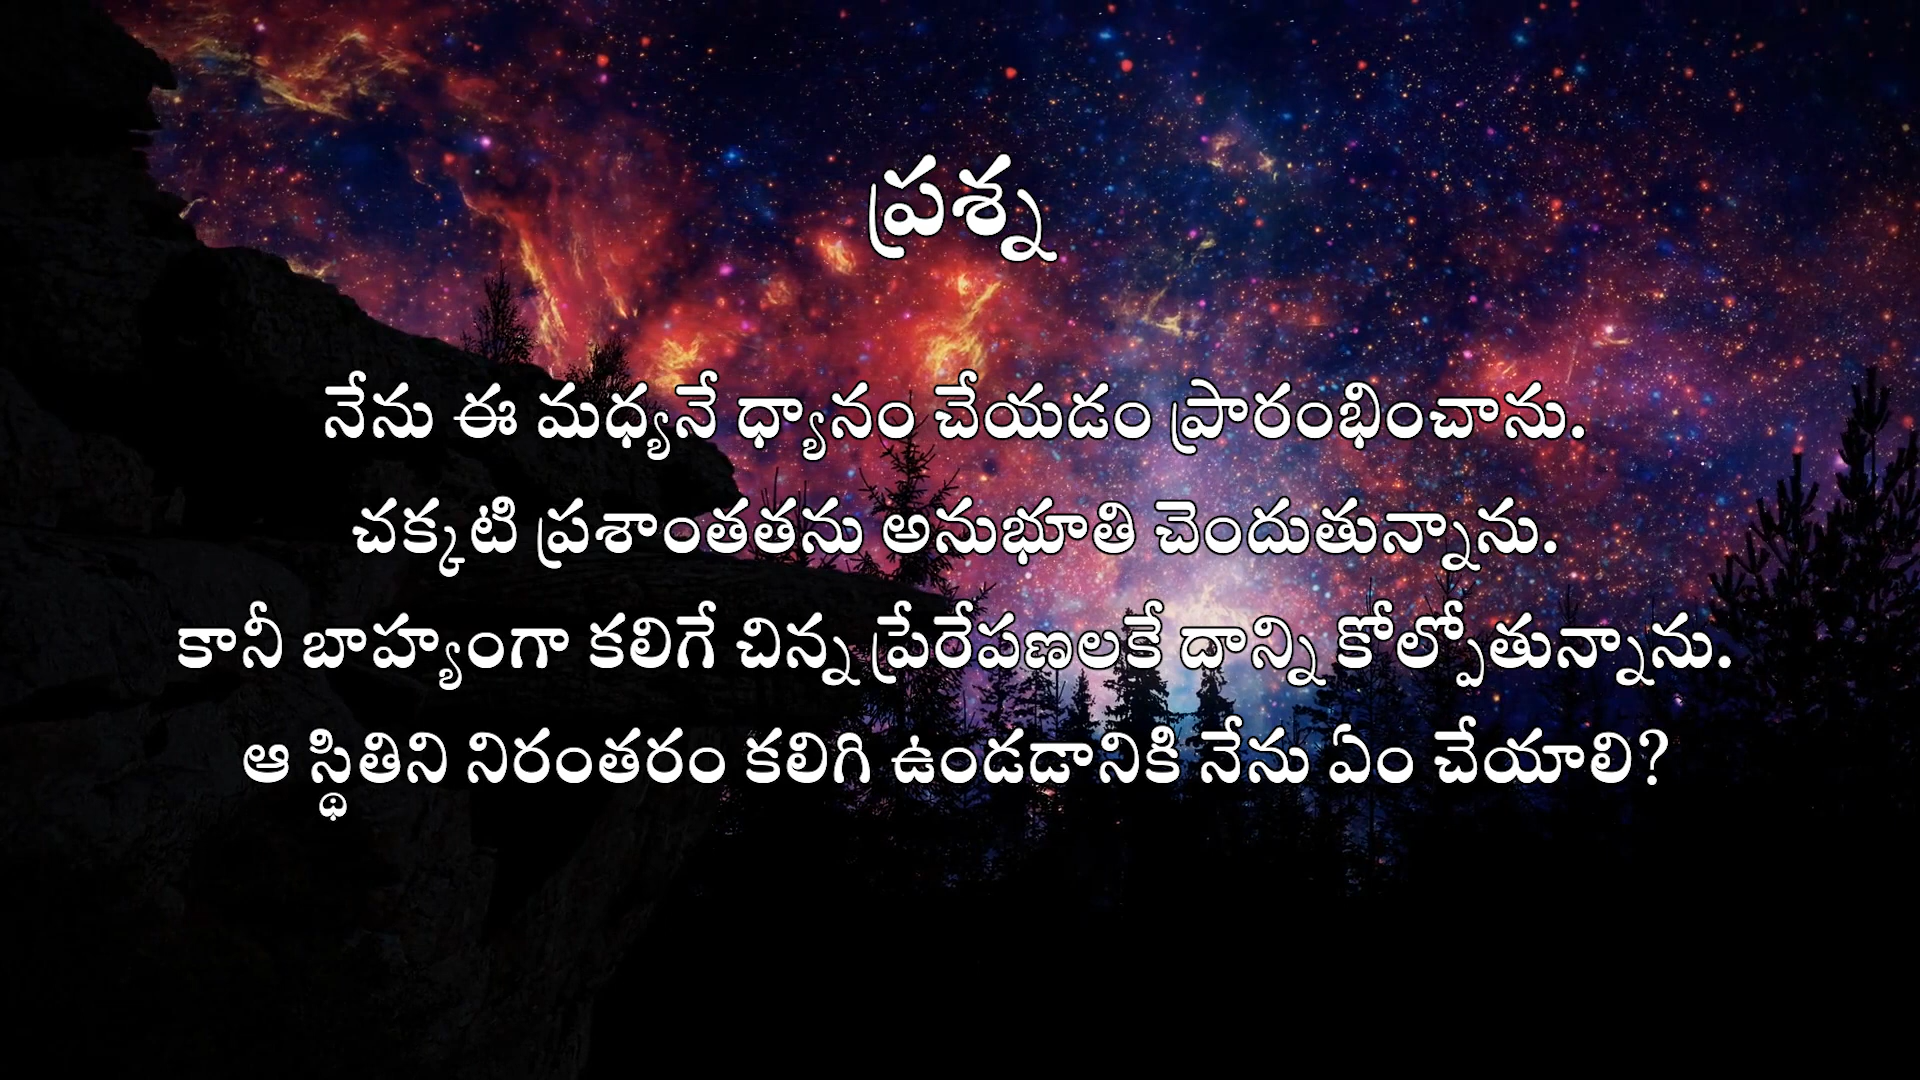 ప్రశ్న
నేను ఈ మధ్యనే ధ్యానం చేయడం ప్రారంభించాను.
చక్కటి ప్రశాంతతను అనుభూతి చెందుతున్నాను.
కానీ బాహ్యంగా కలిగే చిన్న ప్రేరేపణలకే దాన్ని కోల్పోతున్నాను.
ఆ స్థితిని నిరంతరం కలిగి ఉండడానికి నేను ఏం చేయాలి?